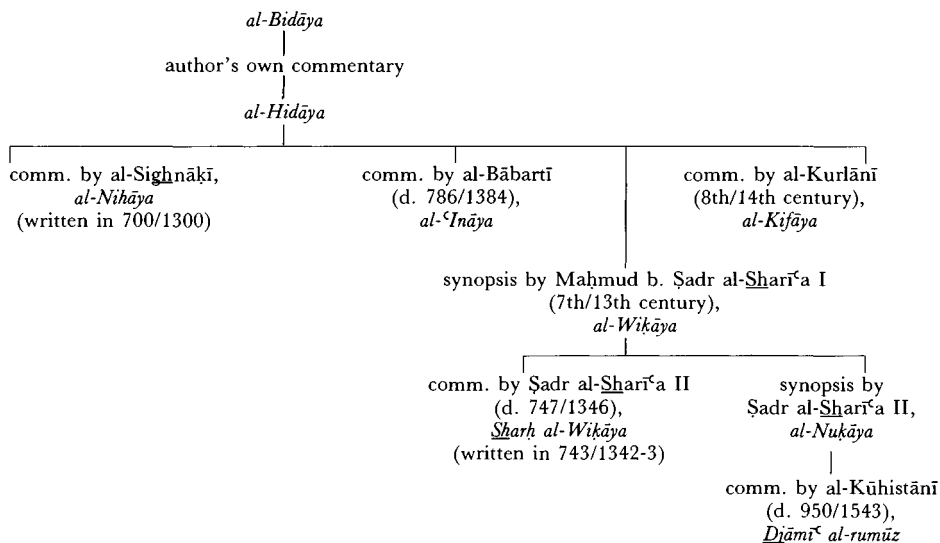 al-Bidāya
author's own commentary
al-Hidāya
comm. by al-Sighnāḳī,
al-Nihāya
(written in 700/1300)
comm. by al-Bābartī
(d. 786/1384),
al-ʿInāya
comm. by al-Kurlānī
(8th/14th century),
al-Kifāya
synopsis by Maḥmud b. Ṣadr al-Sharīʿa I
(7th/13th century),
al-Wiḳāya
comm. by Ṣadr al-Sharīʿa II
(d. 747/1346),
Sharḥ al-Wiḳāya
(written in 743/1342-3)
synopsis by
Ṣadr al-Sharīʿa II,
al-Nuḳāya
comm. by al-Kūhistānī
(d. 950/1543),
Djāmiʿ al-rumūz